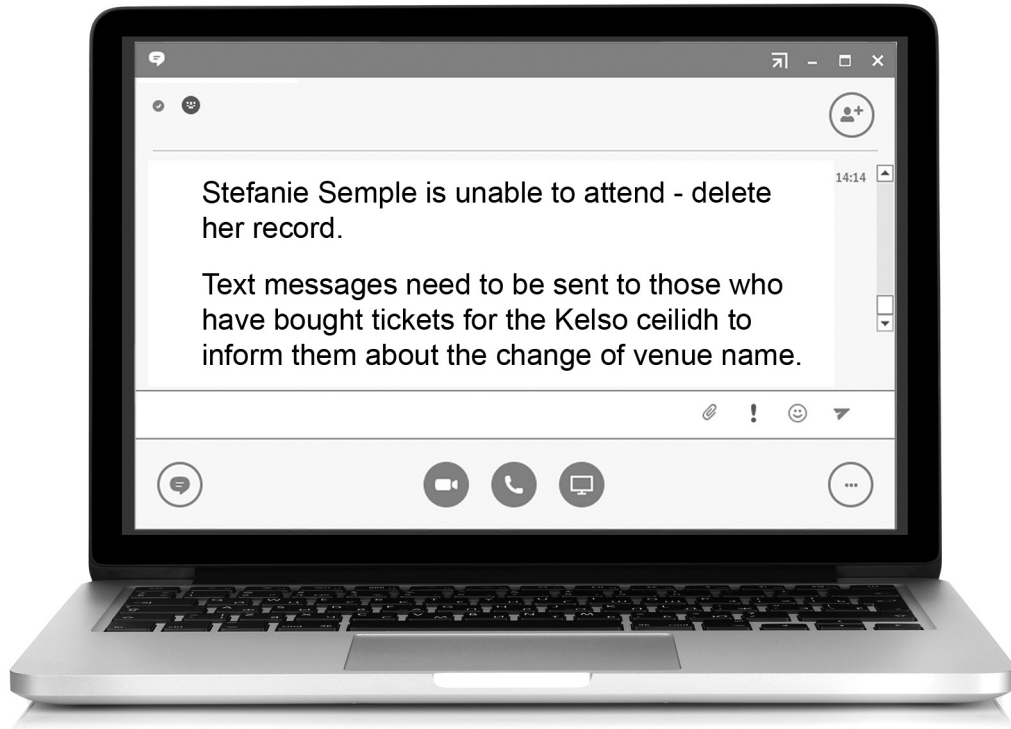 14:14
Stefanie Semple is unable to attend - delete
her record.
Text messages need to be sent to those who
have bought tickets for the Kelso ceilidh to
inform them about the change of venue name.